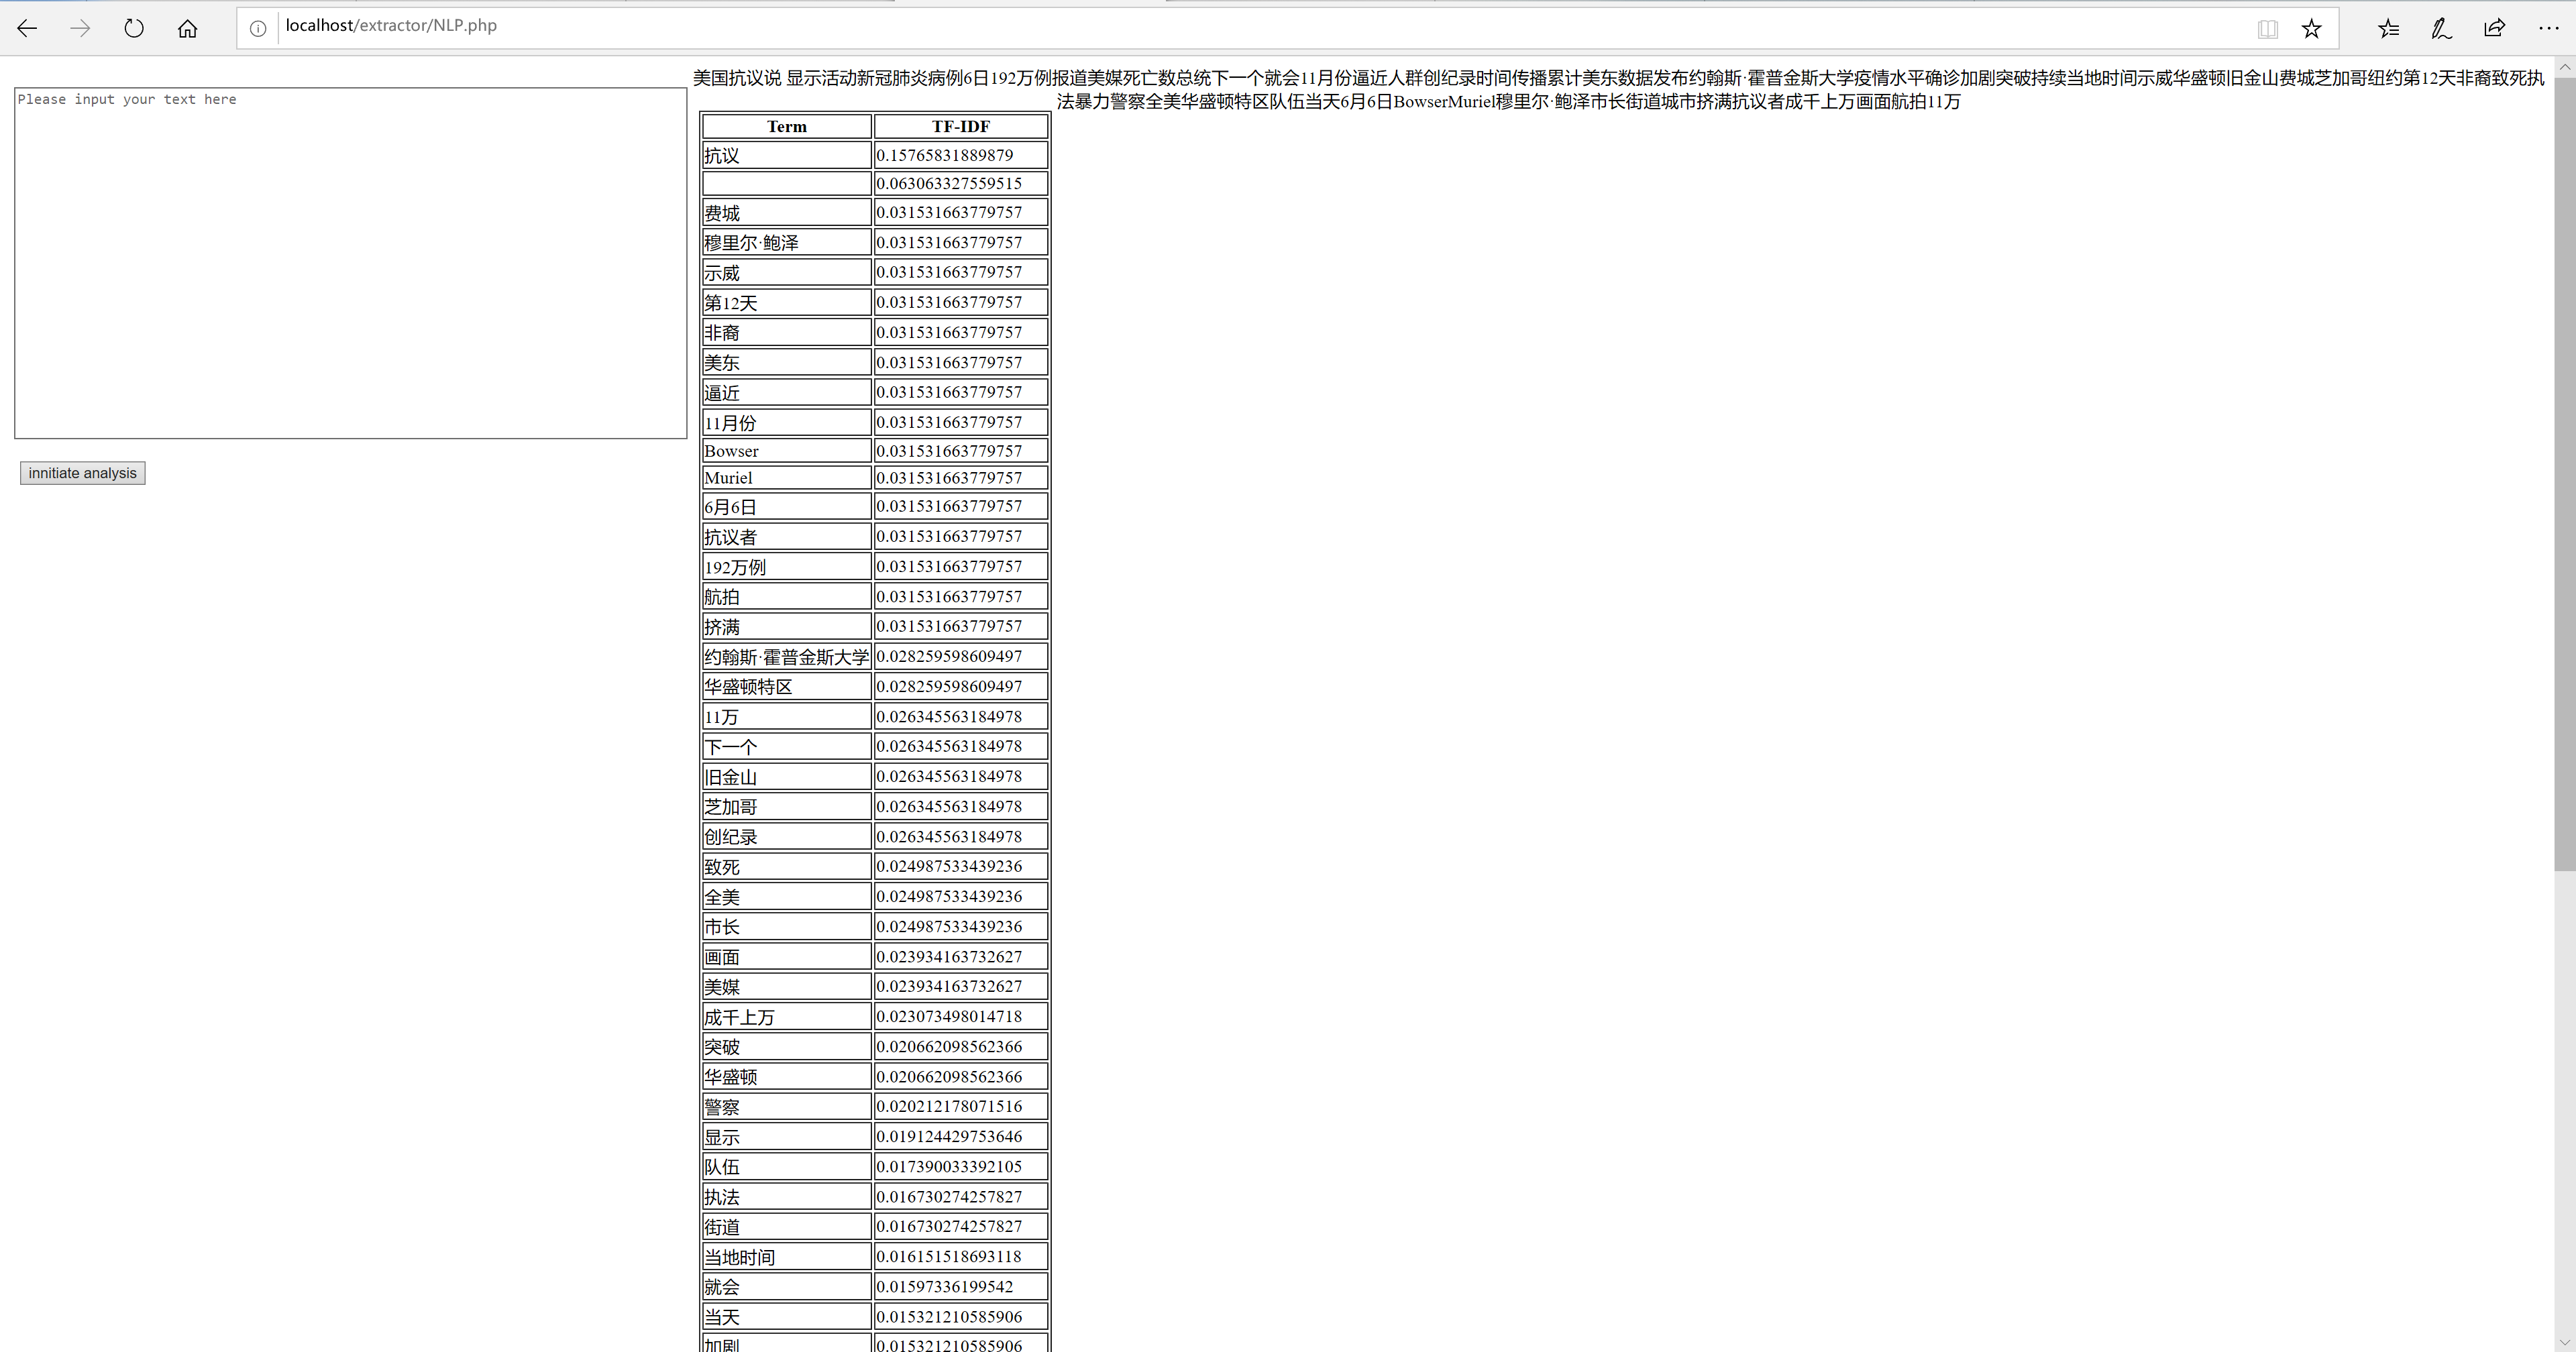 localhost/extractor/NLP.php
Please input your text here
innitiate analysis
美国抗议说 显示活动新冠肺炎病例6日192万例报道美媒死亡数总统下一个就会11月份逼近人群创纪录时间传播累计美东数据发布约翰斯·霍普金斯大学疫情水平确诊加剧突破持续当地时间示威华盛顿旧金山费城芝加哥纽约第12天非裔致死执
法暴力警察全美华盛顿特区队伍当天6月6日BowserMuriel穆里尔·鲍泽市长街道城市挤满抗议者成千上万画面航拍11万
Term TF-IDF
抗议 0.15765831889879
0.063063327559515
费城 0.031531663779757
穆里尔·鲍泽 0.031531663779757
示威 0.031531663779757
第12天 0.031531663779757
非裔 0.031531663779757
美东 0.031531663779757
逼近 0.031531663779757
11月份 0.031531663779757
Bowser 0.031531663779757
Muriel 0.031531663779757
6月6日 0.031531663779757
抗议者 0.031531663779757
192万例 0.031531663779757
航拍 0.031531663779757
挤满 0.031531663779757
约翰斯·霍普金斯大学 0.028259598609497
华盛顿特区 0.028259598609497
11万 0.026345563184978
下一个 0.026345563184978
旧金山 0.026345563184978
芝加哥 0.026345563184978
创纪录 0.026345563184978
致死 0.024987533439236
全美 0.024987533439236
市长 0.024987533439236
画面 0.023934163732627
美媒 0.023934163732627
成千上万 0.023073498014718
突破 0.020662098562366
华盛顿 0.020662098562366
警察 0.020212178071516
显示 0.019124429753646
队伍 0.017390033392105
执法 0.016730274257827
街道 0.016730274257827
当地时间 0.016151518693118
就会 0.01597336199542
当天 0.015321210585906
加剧 0.015321210585906